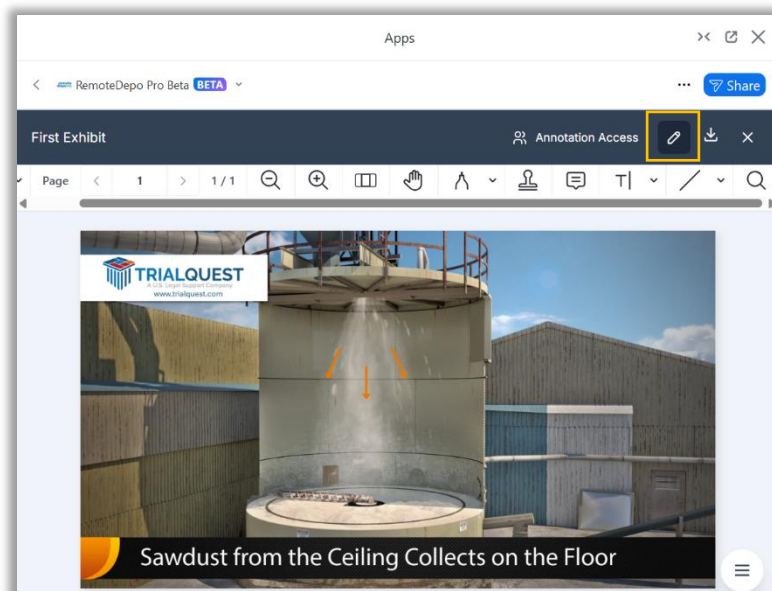 Apps
RemoteDepo Pro Beta BETA
Share
First Exhibit
Annotation Access
Page 1 1 / 1
T|
TRIALQUEST
A U.S. Legal Support Company
www.trialquest.com
Sawdust from the Ceiling Collects on the Floor